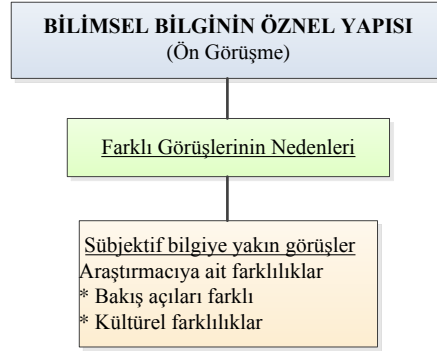 BİLİMSEL BİLGİNİN ÖZNEL YAPISI
(Ön Görüşme)
Farklı Görüşlerinin Nedenleri
Sübjektif bilgiye yakın görüşler
Araştırmacıya ait farklılıklar
* Bakış açıları farklı
* Kültürel farklılıklar